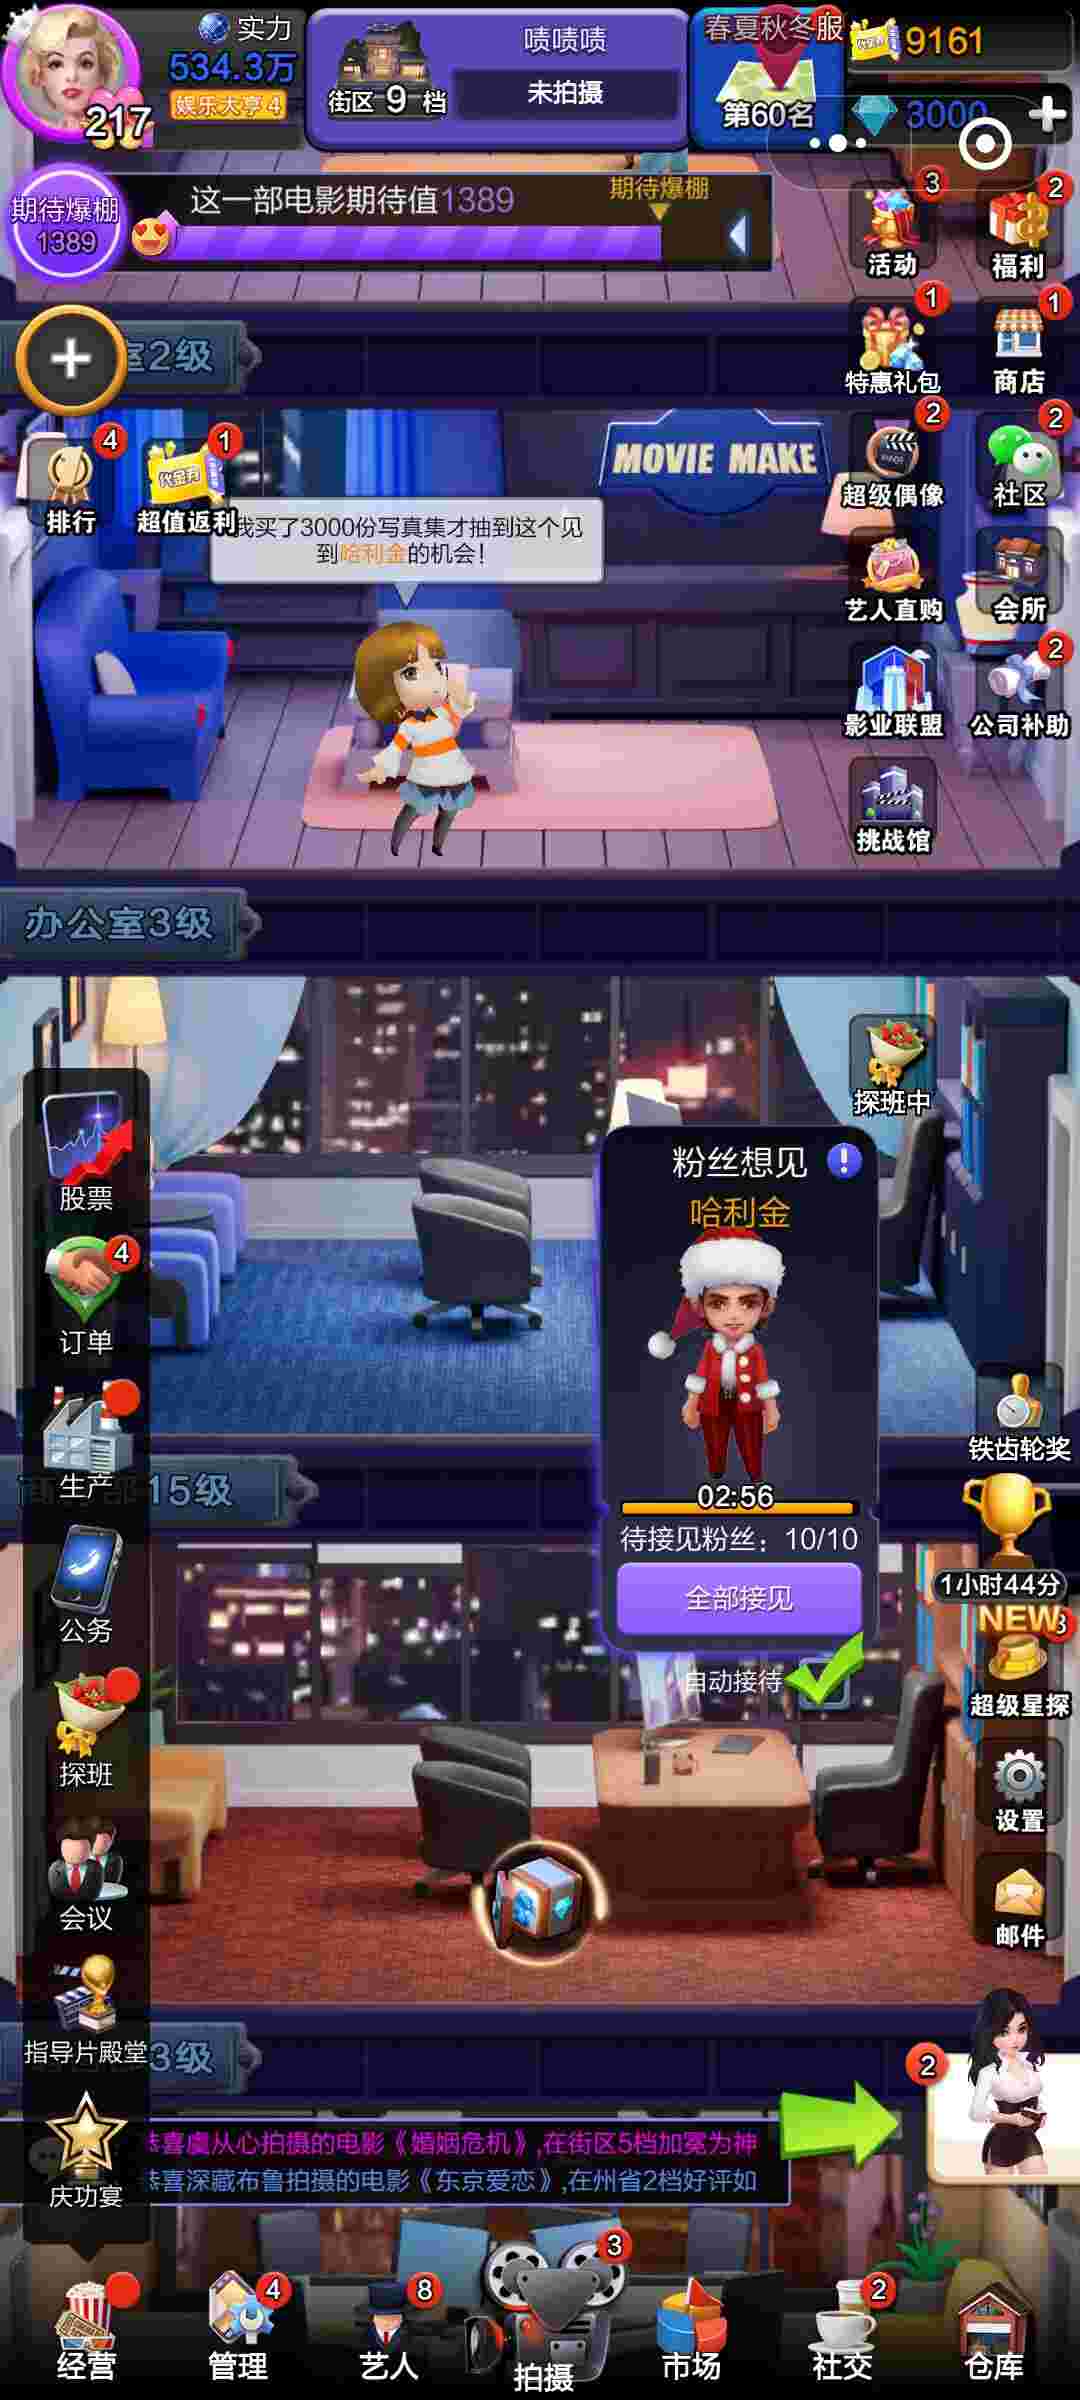 实力
534.3万
娱乐大亨 4
217
街区 9 档
啧啧啧
未拍摄
春夏秋冬服
第60名
9161
3000
期待爆棚
1389
这一部电影期待值1389
期待爆棚
3
活动
2
福利
1
特惠礼包
1
商店
室2级
4
排行
1
代金券
超值返利
2
超级偶像
2
社区
MOVIE MAKE
我买了3000份写真集才抽到这个见
到哈利金的机会!
艺人直购
会所
影业联盟
2
公司补助
挑战馆
办公室3级
探班中
股票
4
订单
生产
15级
公务
探班
会议
指导片殿堂
3级
庆功宴
粉丝想见
哈利金
02:56
待接见粉丝: 10/10
全部接见
自动接待
铁齿轮奖
1小时44分
NEW
3
超级星探
设置
邮件
2
恭喜虞从心拍摄的电影《婚姻危机》,在街区5档加冕为神
恭喜深藏布鲁拍摄的电影《东京爱恋》,在州省2档好评如
经营
4
管理
8
艺人
3
拍摄
市场
2
社交
仓库